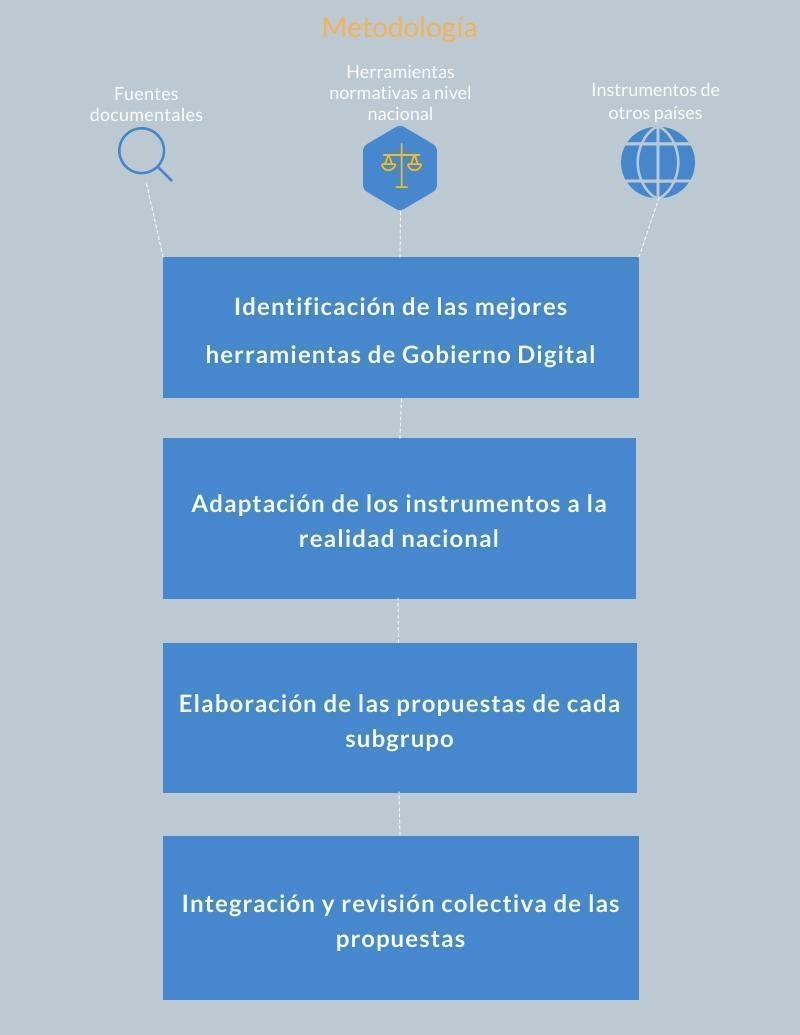 Metodología
Fuentes
documentales
Herramientas
normativas a nivel
nacional
Instrumentos de
otros países
Identificación de las mejores
herramientas de Gobierno Digital
Adaptación de los instrumentos a la
realidad nacional
Elaboración de las propuestas de cada
subgrupo
Integración y revisión colectiva de las
propuestas